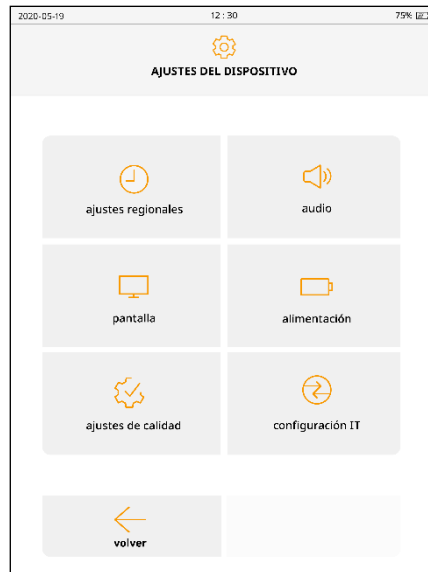 2020-05-19 12:30 75%
AJUSTES DEL DISPOSITIVO
ajustes regionales audio
pantalla alimentación
ajustes de calidad configuración IT
volver